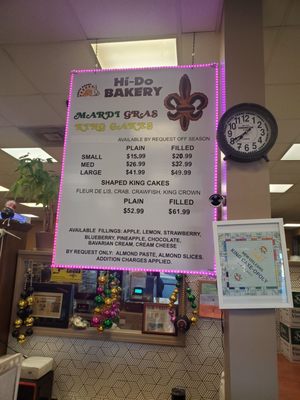 Hi-Do
BAKERY
MARDI GRAS
KING CAKES
AVAILABLE BY REQUEST OFF SEASON
PLAIN FILLED
SMALL $15.99 $20.99
MED $26.99 $32.99
LARGE $41.99 $49.99
SHAPED KING CAKES
FLEUR DE LIS, CRAB, CRAWFISH, KING CROWN
PLAIN FILLED
$52.99 $61.99
AVAILABLE FILLINGS: APPLE, LEMON, STRAWBERRY,
BLUEBERRY, PINEAPPLE, CHOCOLATE,
BAVARIAN CREAM, CREAM CHEESE
BY REQUEST ONLY: ALMOND PASTE, ALMOND SLICES.
ADDITION CHARGES APPLIED.
KING CAKE-OPOLY